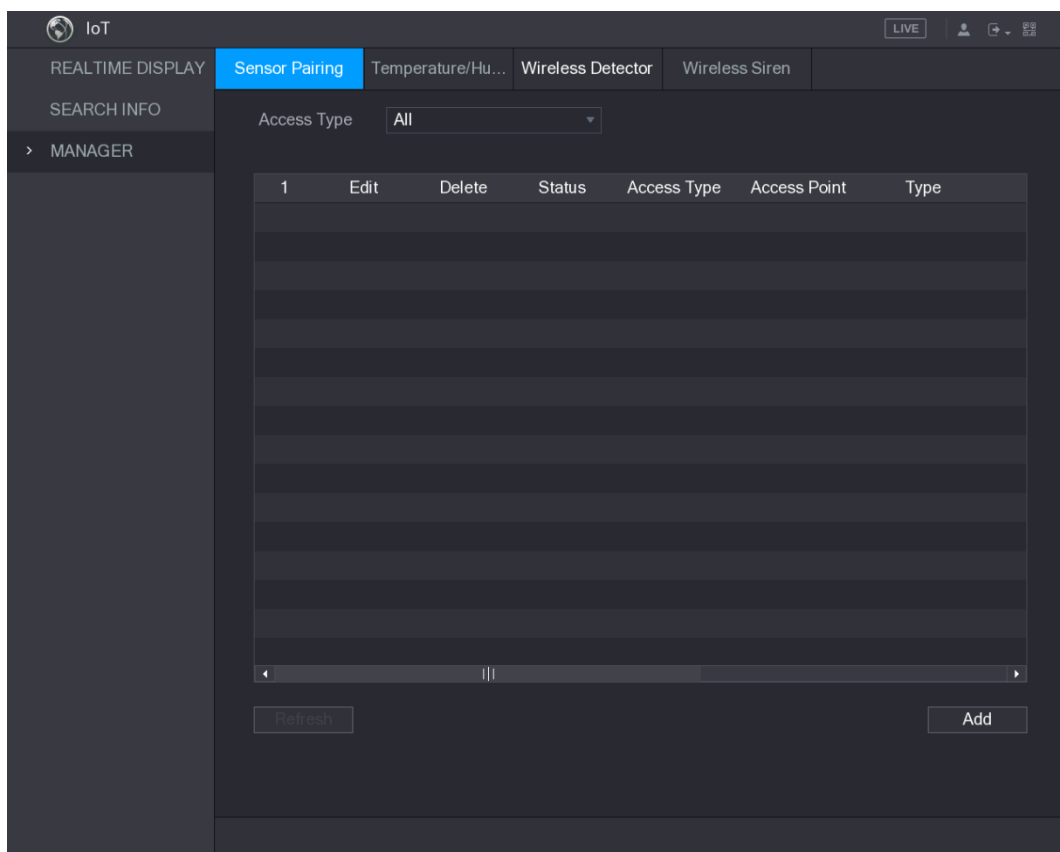 IoT LIVE
REALTIME DISPLAY
SEARCH INFO
MANAGER
Sensor Pairing Temperature/Hu... Wireless Detector Wireless Siren
Access Type All
1 Edit Delete Status Access Type Access Point Type
Refresh Add